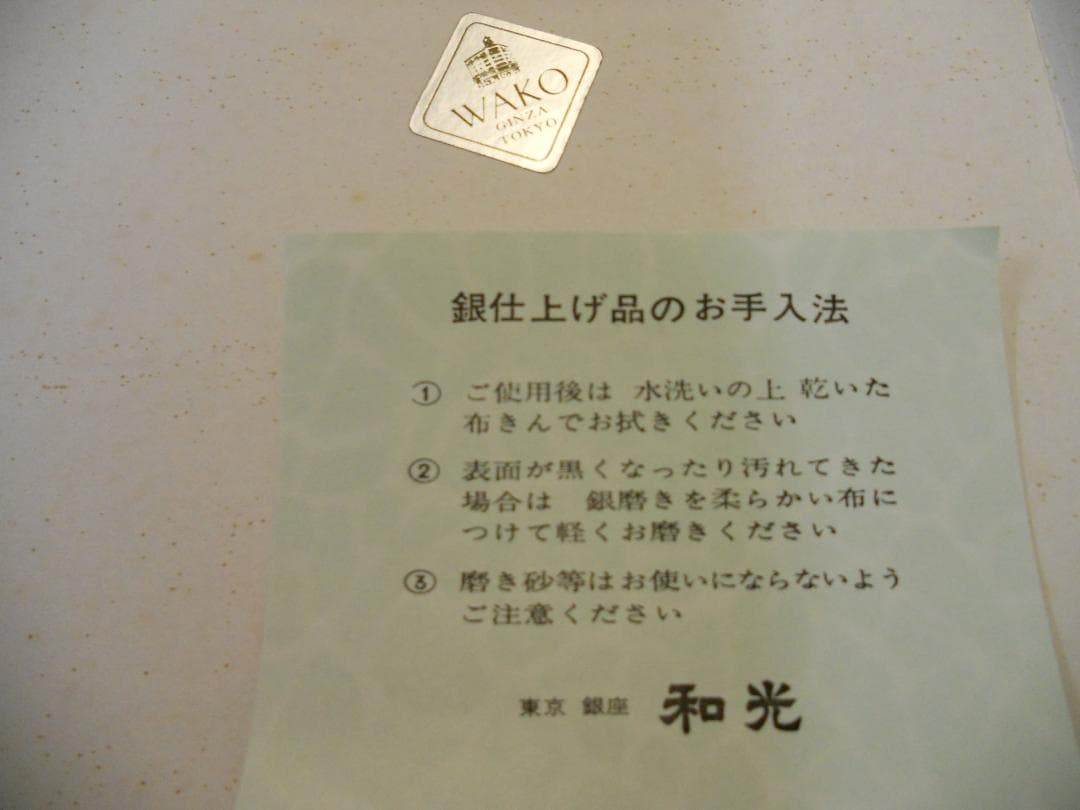 WAKO
GINZA
TOKYO
銀仕上げ品のお手入法
① ご使用後は 水洗いの上 乾いた
布きんでお拭きください
② 表面が黒くなったり汚れてきた
場合は 銀磨きを柔らかい布に
つけて軽くお磨きください
③ 磨き砂等はお使いにならないよう
ご注意ください
東京 銀座 和光